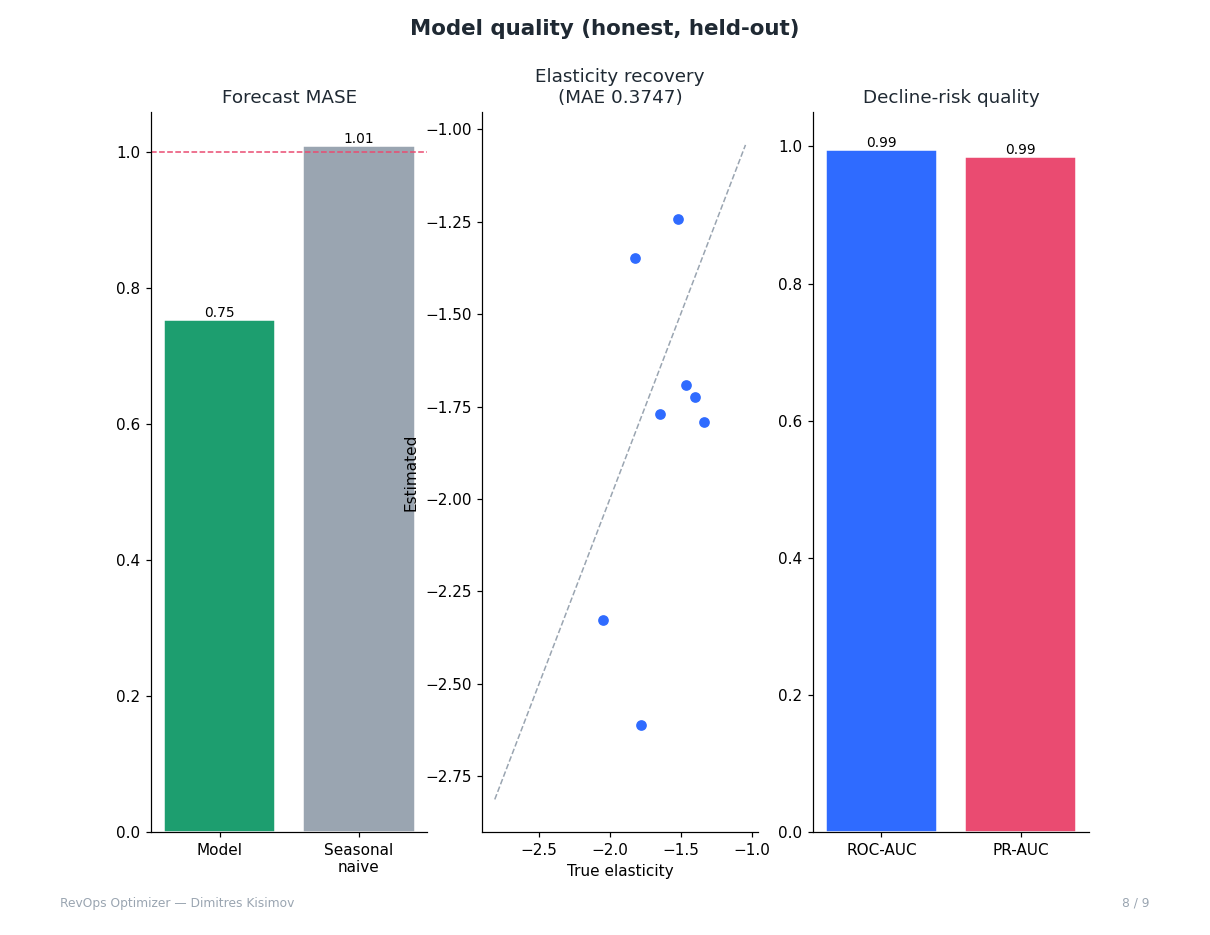 Model quality (honest, held-out)
Forecast MASE
1.0
0.8
0.6
0.4
0.2
0.0
0.75
1.01
Model
Seasonal
naive
Elasticity recovery
(MAE 0.3747)
Estimated
−1.00
−1.25
−1.50
−1.75
−2.00
−2.25
−2.50
−2.75
−2.5
−2.0
−1.5
−1.0
True elasticity
Decline-risk quality
1.0
0.8
0.6
0.4
0.2
0.0
0.99
0.99
ROC-AUC
PR-AUC
RevOps Optimizer — Dimitres Kisimov
8 / 9